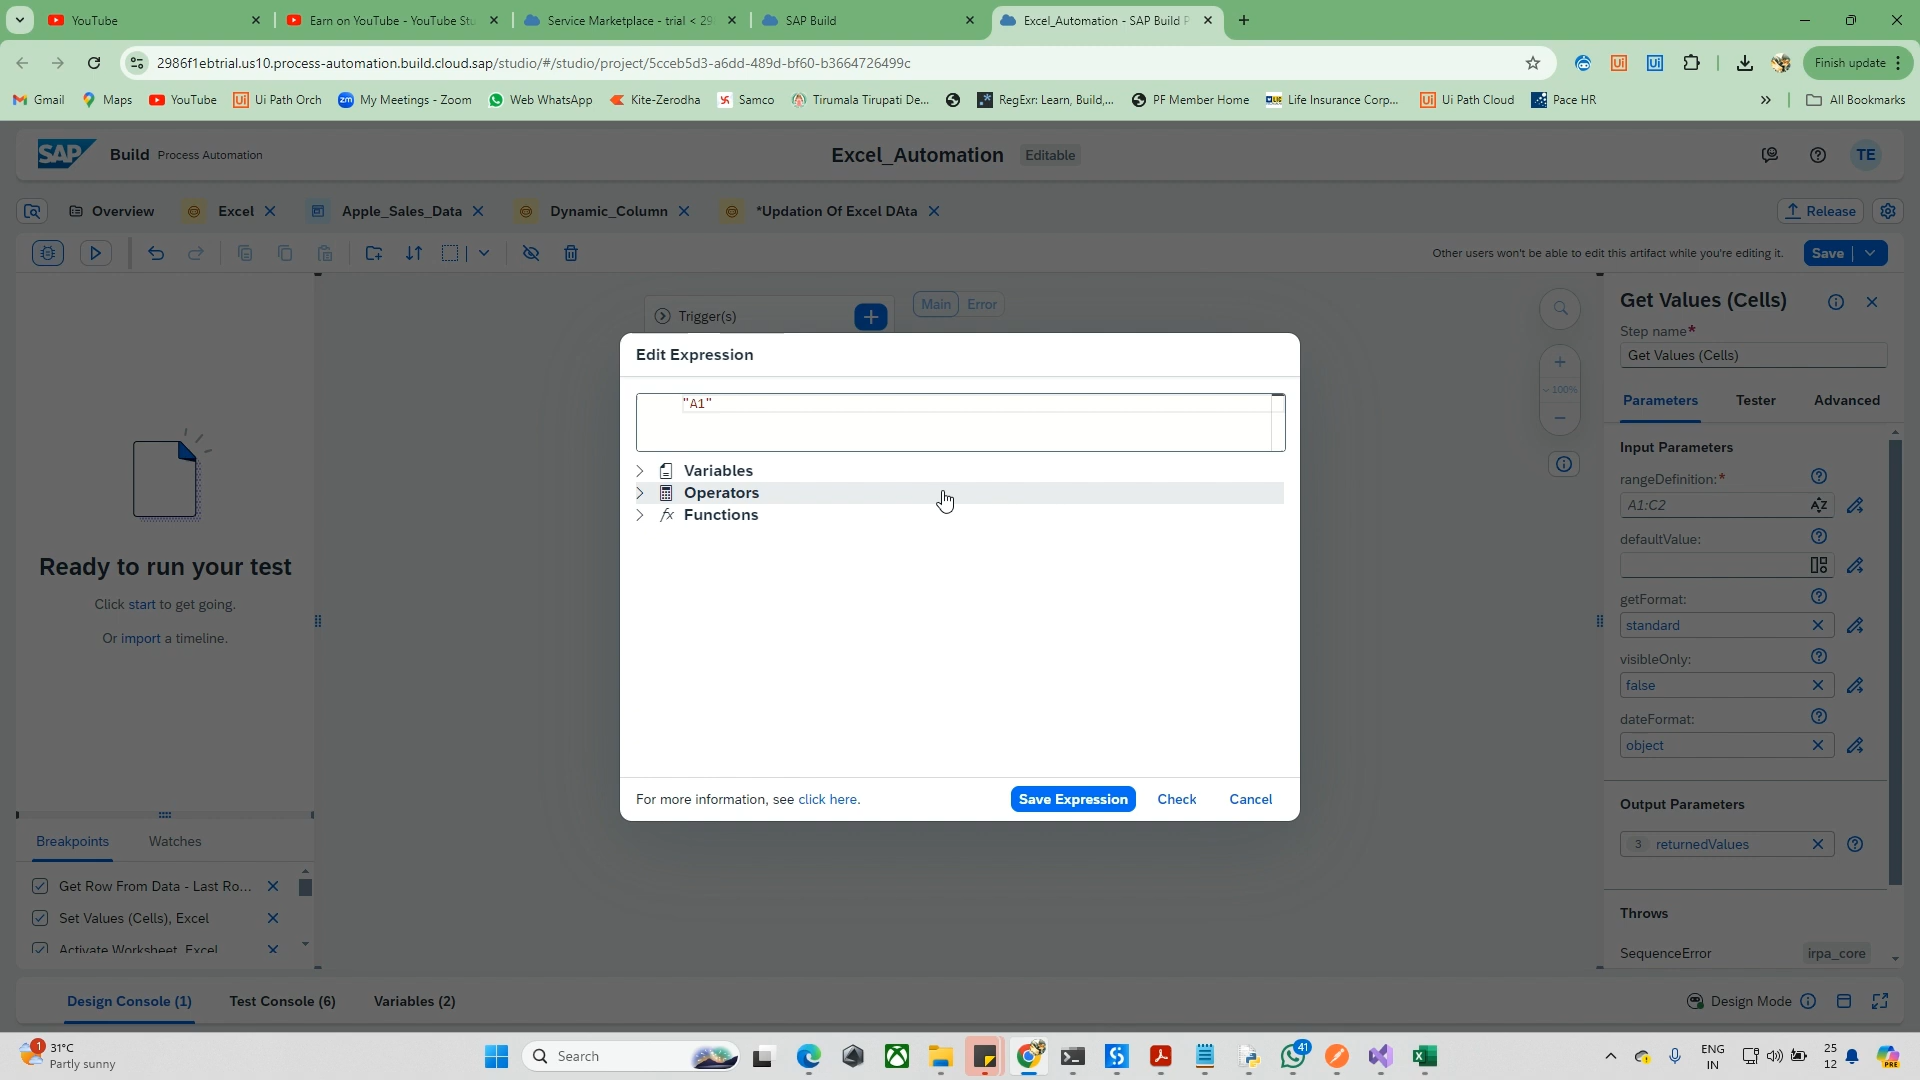 YouTube
Earn on YouTube - YouTube Stu
Service Marketplace - trial < 29
SAP Build
Excel_Automation - SAP Build P
2986f1ebtrial.us10.process-automation.build.cloud.sap/studio/#/studio/project/5cceb5d3-a6dd-489d-bf60-b3664726499c
Finish update
Gmail
Maps
YouTube
Ui Path Orch
My Meetings - Zoom
Web WhatsApp
Kite-Zerodha
Samco
Tirumala Tirupati De...
RegExr: Learn, Build,...
PF Member Home
Life Insurance Corp...
Ui Path Cloud
Pace HR
All Bookmarks
SAP Build Process Automation
Excel_Automation Editable
TE
Overview
Excel
Apple_Sales_Data
Dynamic_Column
*Updation Of Excel DAta
Release
Other users won't be able to edit this artifact while you're editing it.
Save
Trigger(s)
Main Error
100%
Ready to run your test
Click start to get going.
Or import a timeline.
Breakpoints Watches
Get Row From Data - Last Ro...
Set Values (Cells), Excel
Activate Worksheet, Excel
Edit Expression
"A1"
Variables
Operators
Functions
For more information, see click here.
Save Expression
Check
Cancel
Get Values (Cells)
Step name*
Get Values (Cells)
Parameters Tester Advanced
Input Parameters
rangeDefinition:*
A1:C2
defaultValue:
getFormat:
standard
visibleOnly:
false
dateFormat:
object
Output Parameters
3 returnedValues
Throws
SequenceError irpa_core
Design Console (1)
Test Console (6)
Variables (2)
Design Mode
1
31°C
Partly sunny
Search
41
ENG
IN
25
12
PRE